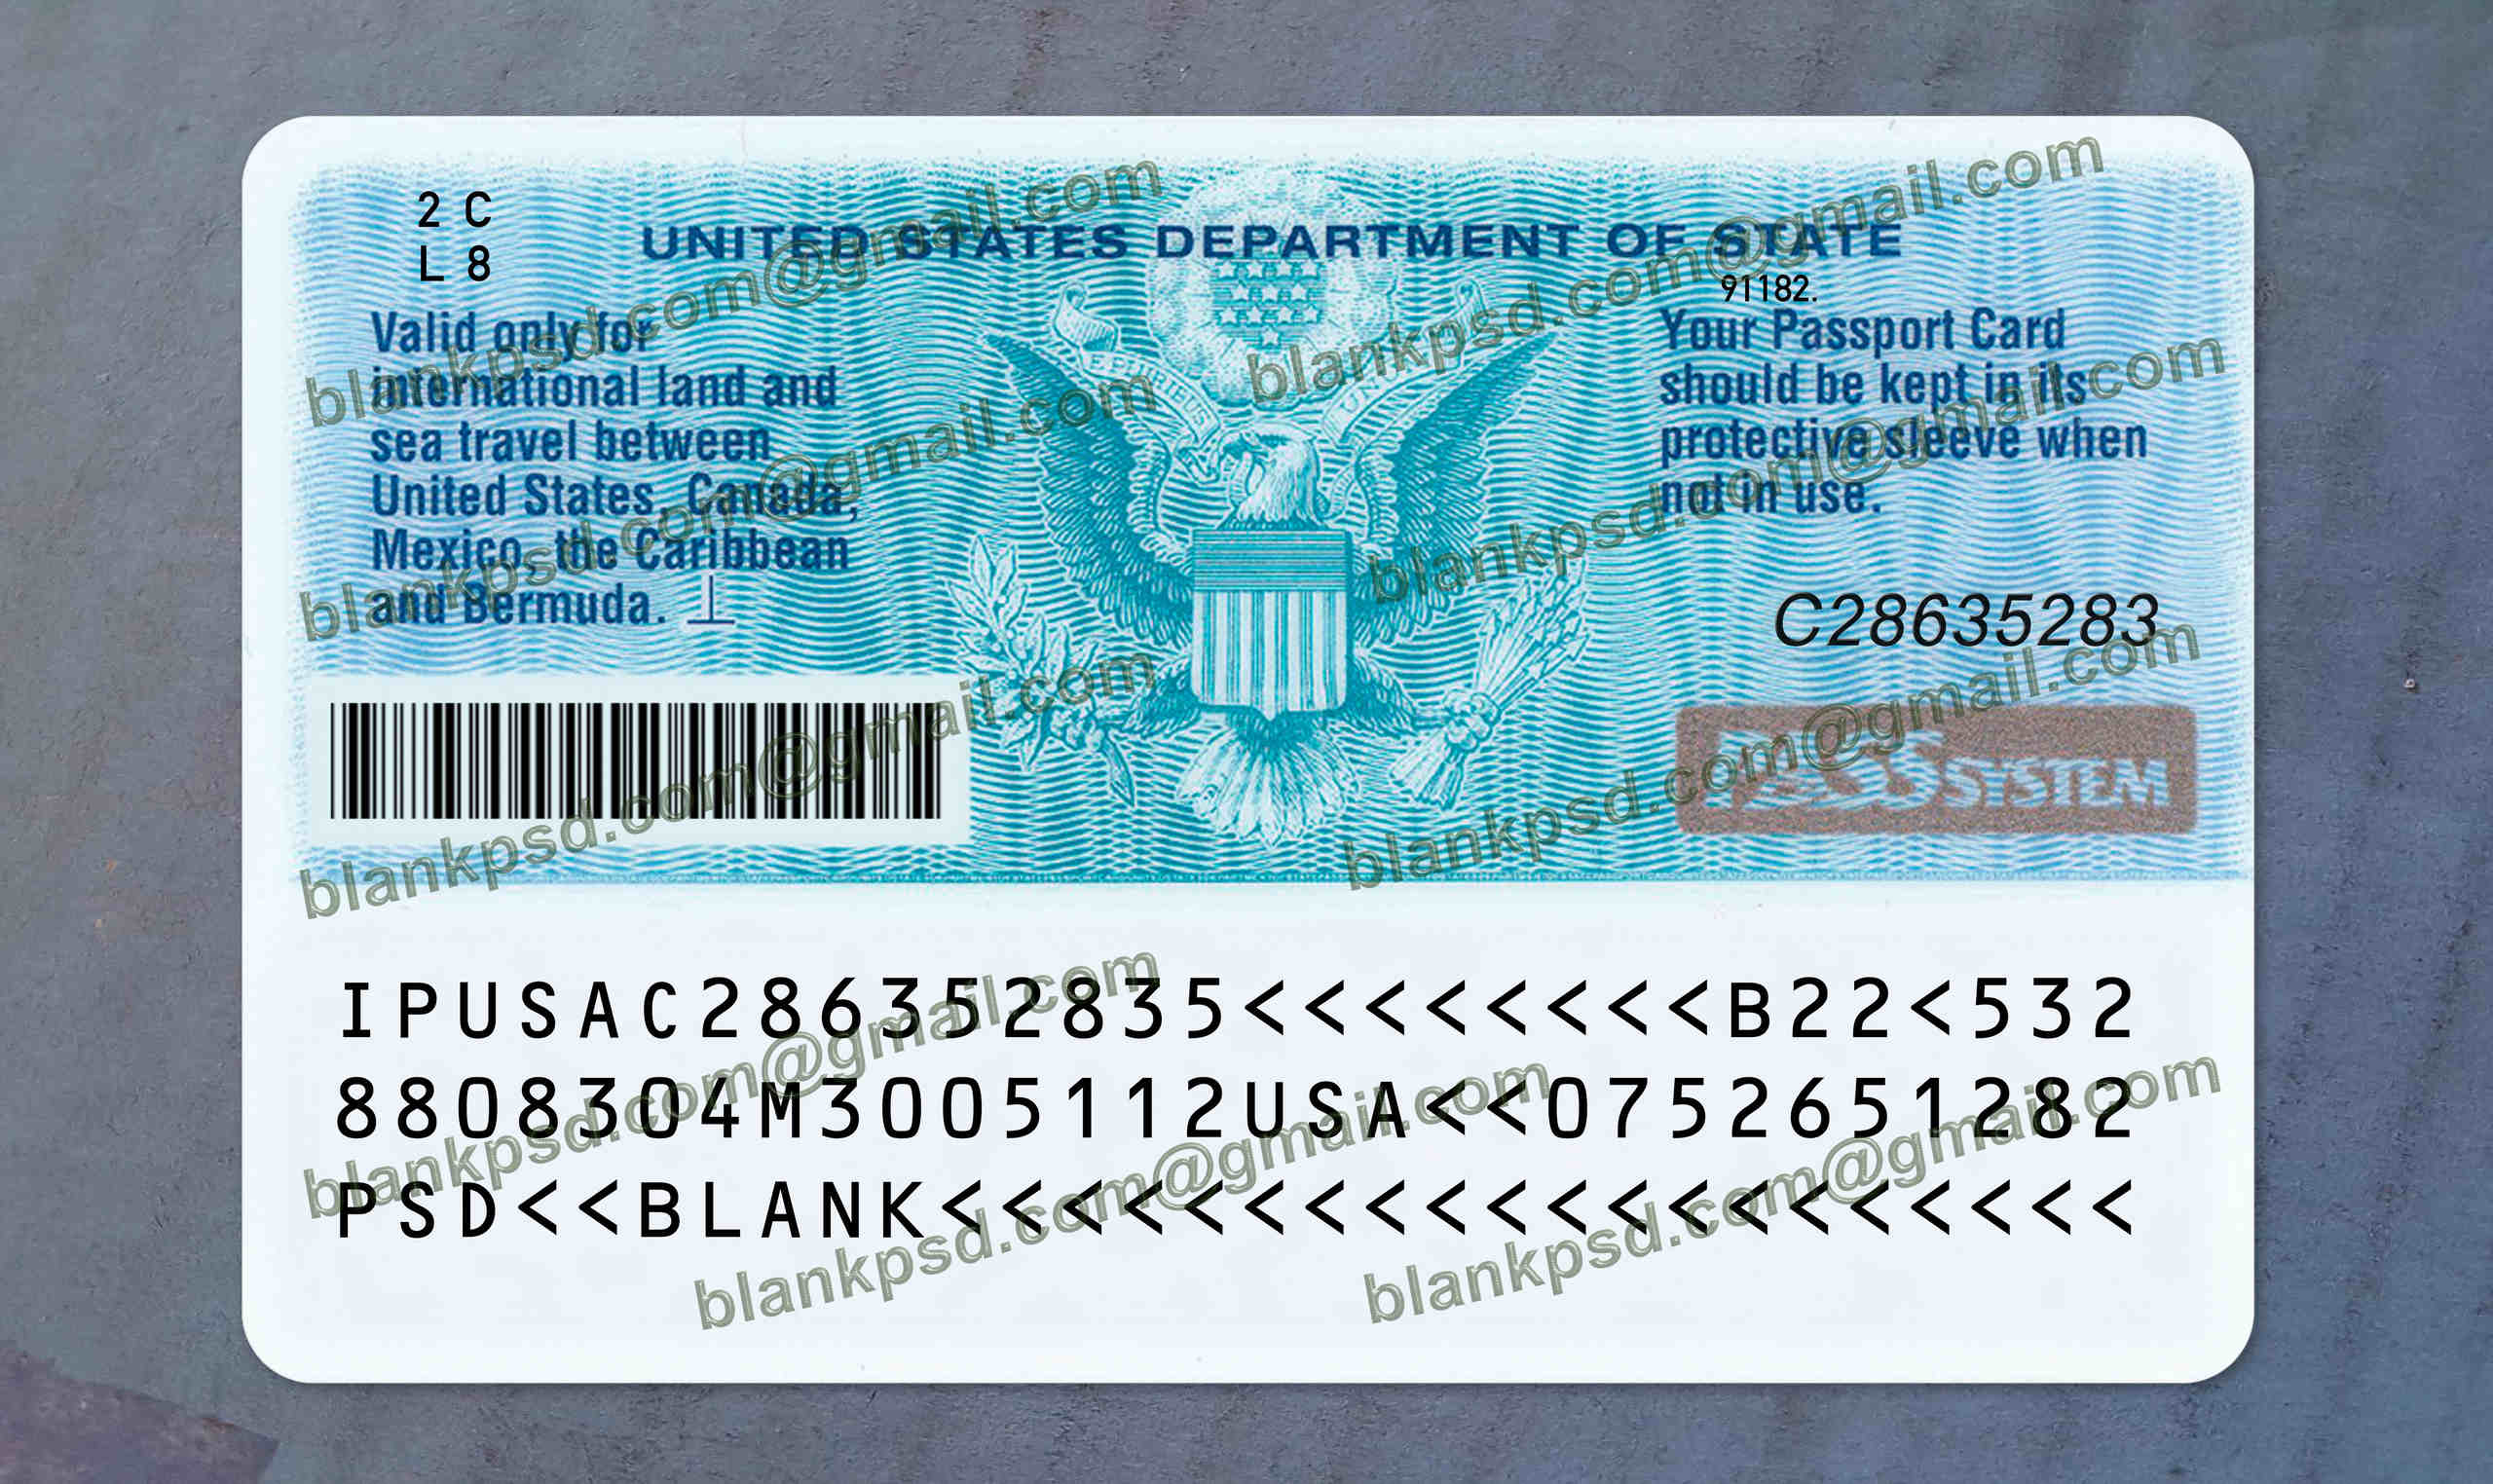 2 C
L 8
UNITED STATES DEPARTMENT OF STATE
91182.
Valid only for
international land and
sea travel between
United States, Canada,
Mexico, the Caribbean
and Bermuda.
Your Passport Card
should be kept in its
protective sleeve when
not in use.
C28635283
PASS SYSTEM
IPUSAC286352835<<<<<<<<B22<532
8808304M3005112USA<<0752651282
PSD<<BLANK<<<<<<<<<<<<<<<<<<<<
blankpsd.com@gmail.com
blankpsd.com@gmail.com
blankpsd.com@gmail.com
blankpsd.com@gmail.com
blankpsd.com@gmail.com
blankpsd.com@gmail.com
blankpsd.com@gmail.com
blankpsd.com@gmail.com
blankpsd.com@gmail.com